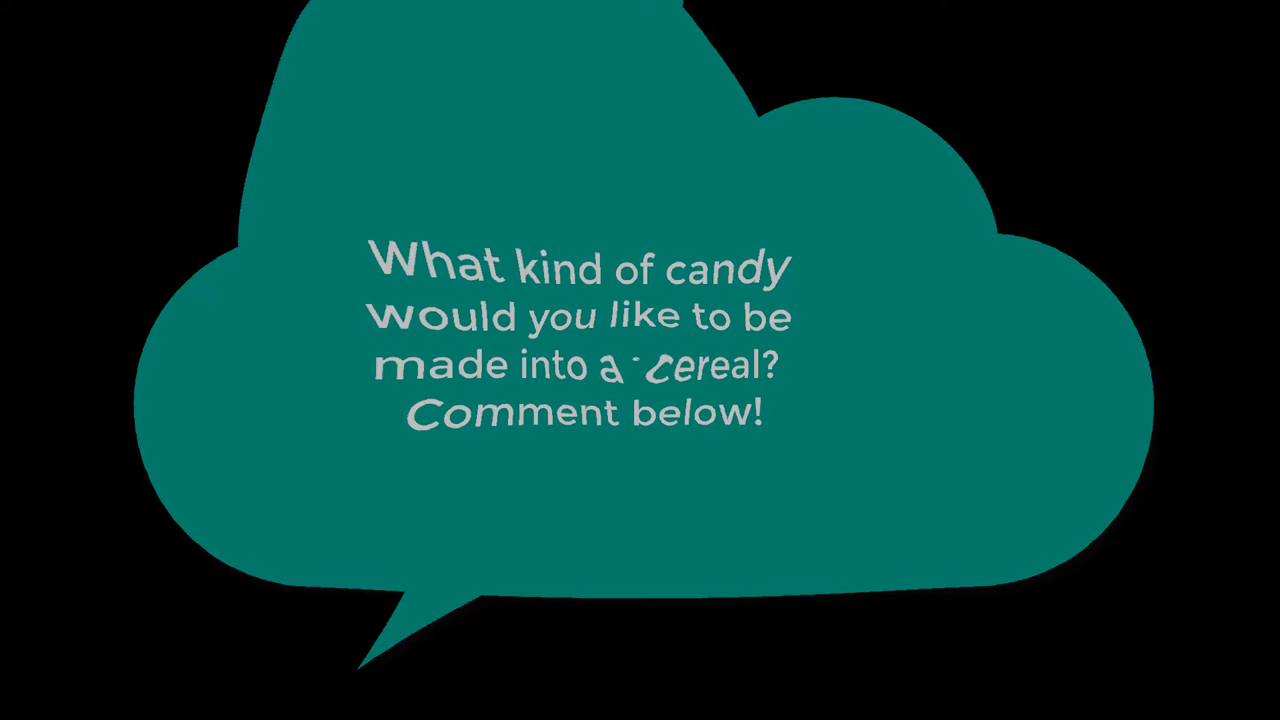 What kind of candy
would you like to be
made into a cereal?
Comment below!